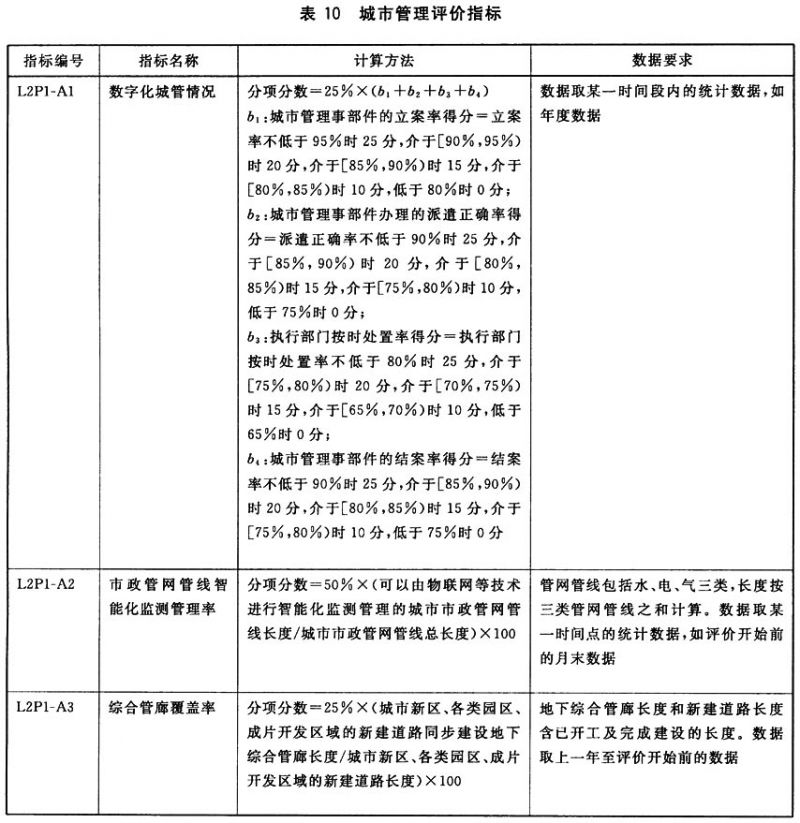 表 10 城市管理评价指标
指标编号 指标名称 计算方法 数据要求
L2P1-A1 数字化城管情况
分项分数=25%×(b₁+b₂+b₃+b₄)
b₁:城市管理事部件的立案率得分=立案
率不低于95%时25分,介于[90%,95%)
时20分,介于[85%,90%)时15分,介于
[80%,85%)时10分,低于80%时0分;
b₂:城市管理事部件办理的派遣正确率得
分=派遣正确率不低于90%时25分,介
于[85%,90%)时20分,介于[80%,
85%)时15分,介于[75%,80%)时10分,
低于75%时0分;
b₃:执行部门按时处置率得分=执行部门
按时处置率不低于80%时25分,介于
[75%,80%)时20分,介于[70%,75%)
时15分,介于[65%,70%)时10分,低于
65%时0分;
b₄:城市管理事部件的结案率得分=结案
率不低于90%时25分,介于[85%,90%)
时20分,介于[80%,85%)时15分,介于
[75%,80%)时10分,低于75%时0分
数据取某一时间段内的统计数据,如
年度数据
L2P1-A2
市政管网管线智
能化监测管理率
分项分数=50%×(可以由物联网等技术
进行智能化监测管理的城市市政管网管
线长度/城市市政管网管线总长度)×100
管网管线包括水、电、气三类,长度按
三类管网管线之和计算。数据取某
一时间点的统计数据,如评价开始前
的月末数据
L2P1-A3 综合管廊覆盖率
分项分数=25%×(城市新区、各类园区、
成片开发区域的新建道路同步建设地下
综合管廊长度/城市新区、各类园区、成片
开发区域的新建道路长度)×100
地下综合管廊长度和新建道路长度
含已开工及完成建设的长度。数据
取上一年至评价开始前的数据